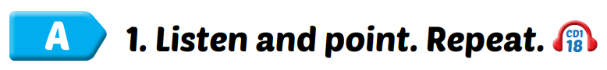 A 1. Listen and point. Repeat. CD1 18